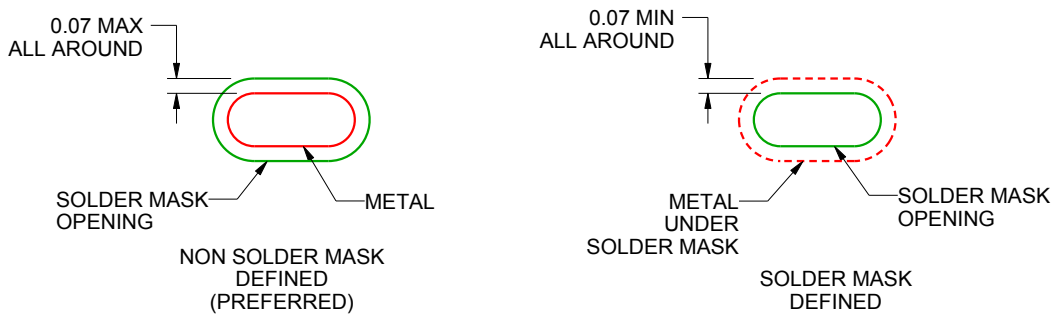 0.07 MAX
ALL AROUND
SOLDER MASK
OPENING
METAL
NON SOLDER MASK
DEFINED
(PREFERRED)
0.07 MIN
ALL AROUND
METAL
UNDER
SOLDER MASK
SOLDER MASK
OPENING
SOLDER MASK
DEFINED